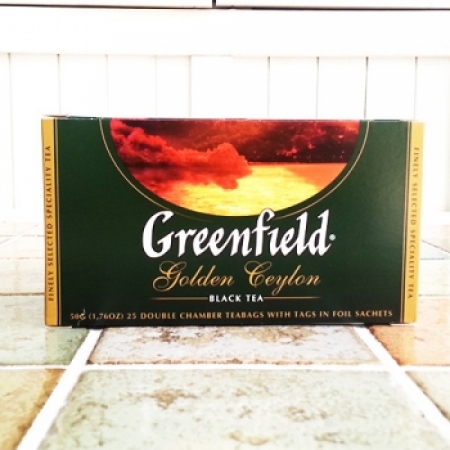 Greenfield®
Golden Ceylon
BLACK TEA
50G (1,76OZ) 25 DOUBLE CHAMBER TEABAGS WITH TAGS IN FOIL SACHETS
FINELY SELECTED SPECIALITY TEA
FINELY SELECTED SPECIALITY TEA